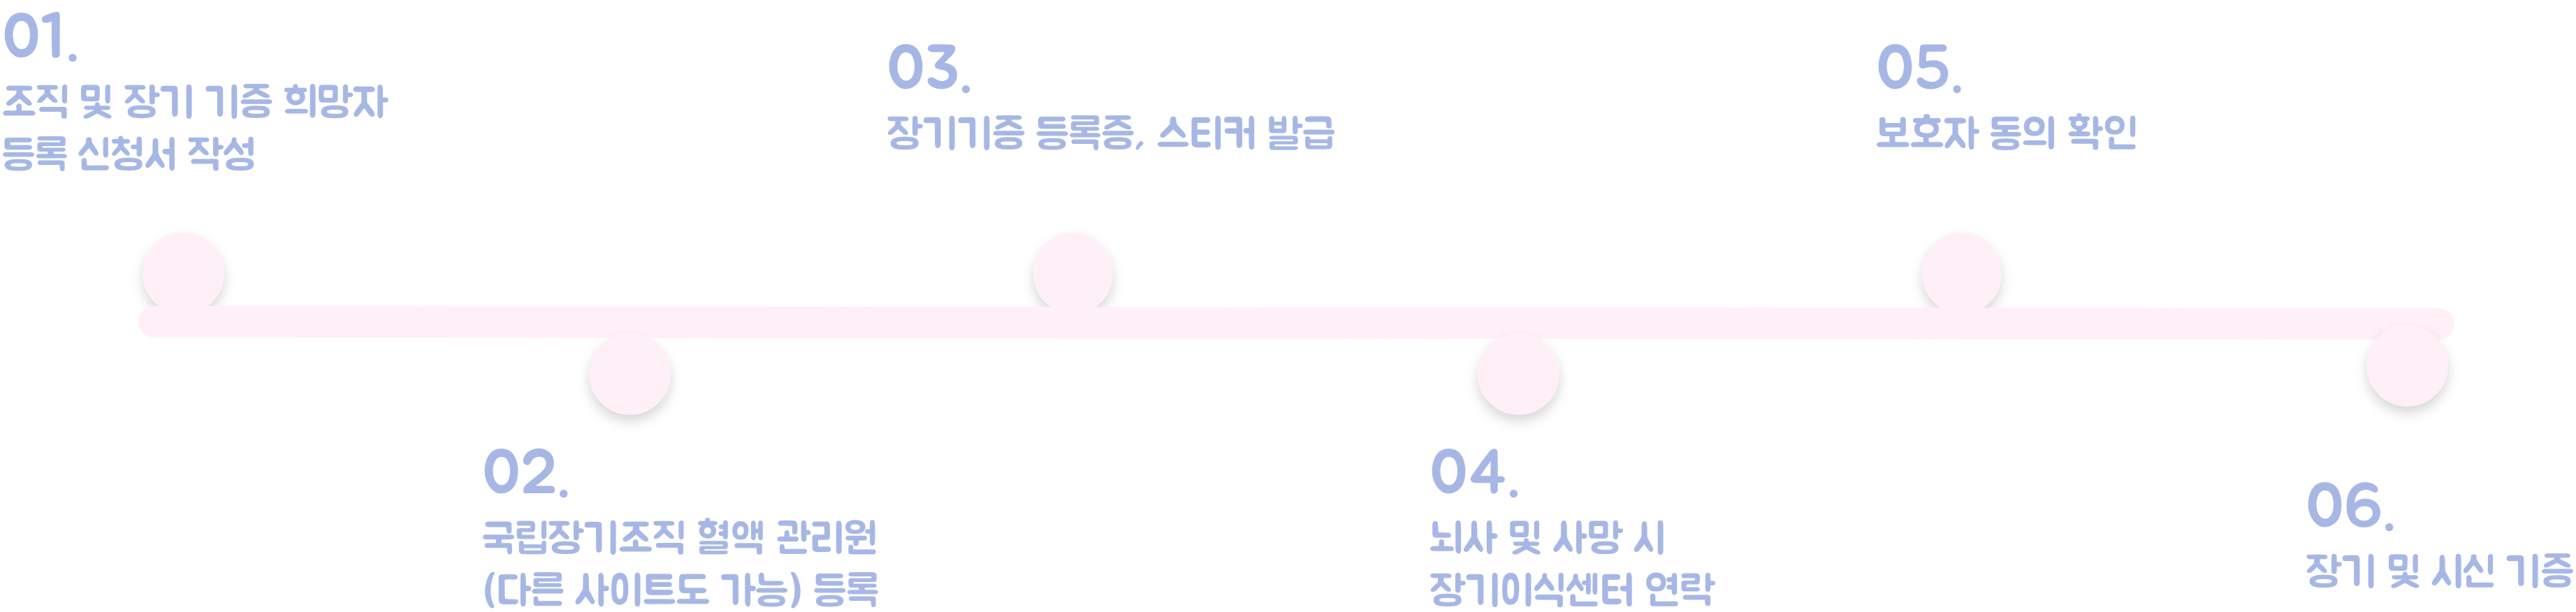 01.
조직 및 장기 기증 희망자
등록 신청서 작성
02.
국립장기조직 혈액 관리원
(다른 사이트도 가능) 등록
03.
장기기증 등록증, 스티커 발급
04.
뇌사 및 사망 시
장기이식센터 연락
05.
보호자 동의 확인
06.
장기 및 시신 기증